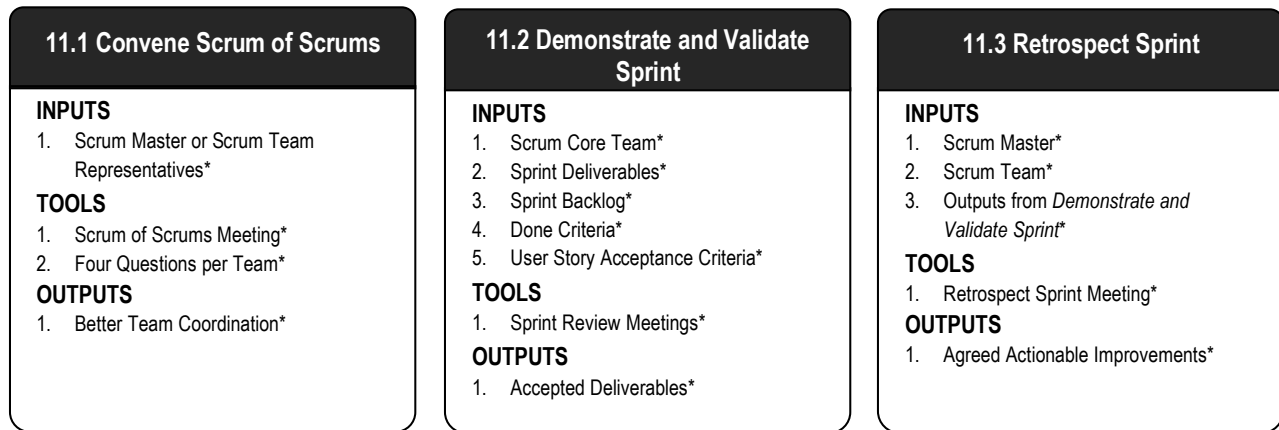 11.1 Convene Scrum of Scrums
INPUTS
1. Scrum Master or Scrum Team
Representatives*
TOOLS
1. Scrum of Scrums Meeting*
2. Four Questions per Team*
OUTPUTS
1. Better Team Coordination*
11.2 Demonstrate and Validate
Sprint
INPUTS
1. Scrum Core Team*
2. Sprint Deliverables*
3. Sprint Backlog*
4. Done Criteria*
5. User Story Acceptance Criteria*
TOOLS
1. Sprint Review Meetings*
OUTPUTS
1. Accepted Deliverables*
11.3 Retrospect Sprint
INPUTS
1. Scrum Master*
2. Scrum Team*
3. Outputs from Demonstrate and
Validate Sprint*
TOOLS
1. Retrospect Sprint Meeting*
OUTPUTS
1. Agreed Actionable Improvements*